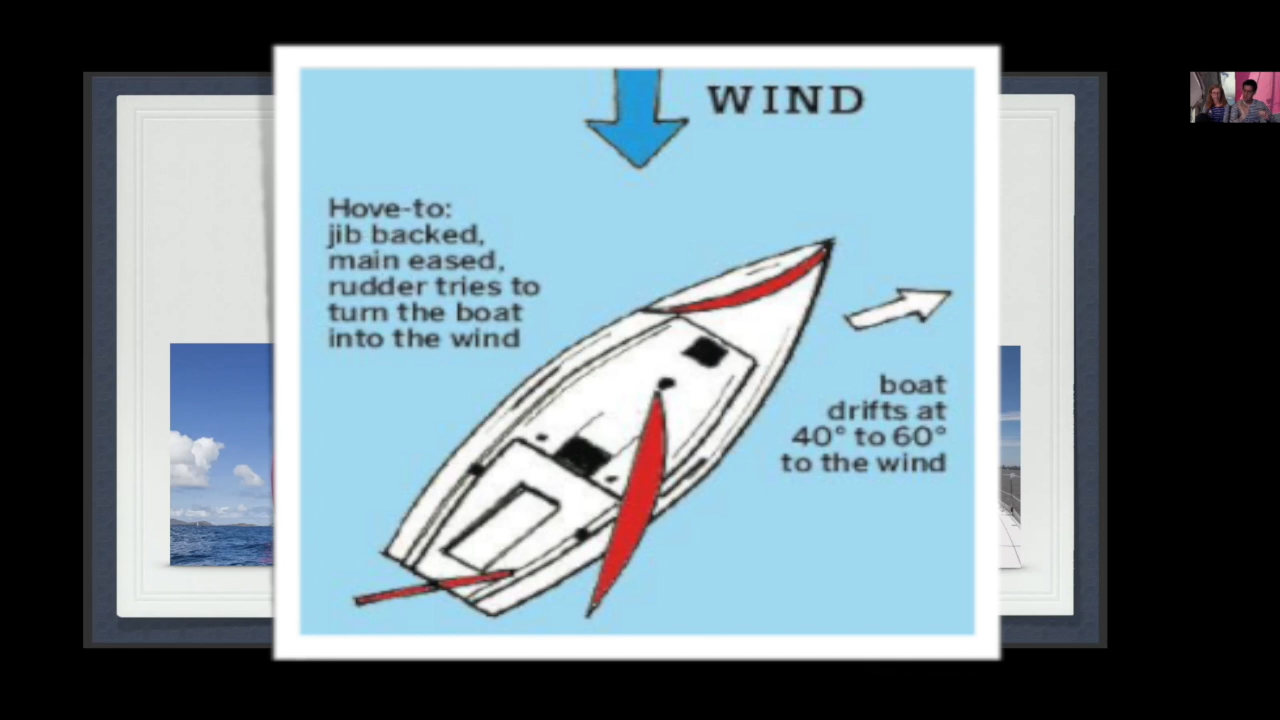 WIND
Hove-to:
jib backed,
main eased,
rudder tries to
turn the boat
into the wind
boat
drifts at
40° to 60°
to the wind